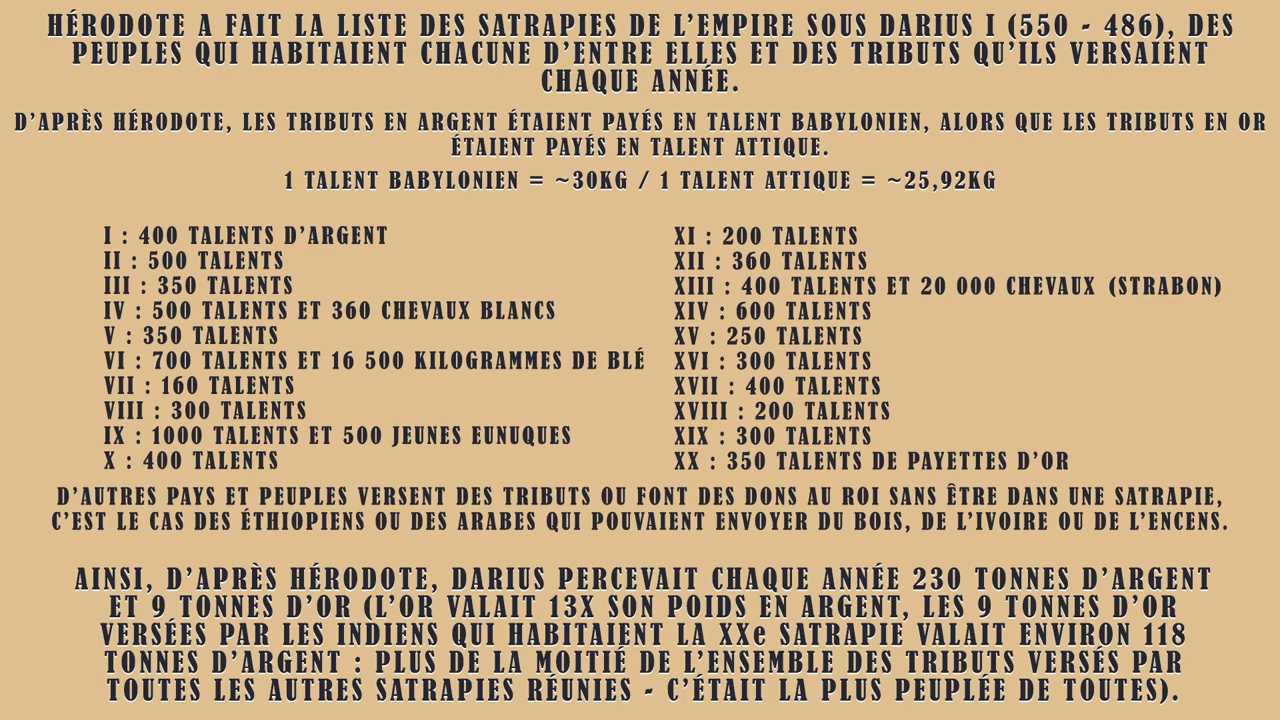 HÉRODOTE A FAIT LA LISTE DES SATRAPIES DE L'EMPIRE SOUS DARIUS I (550 - 486), DES
PEUPLES QUI HABITAIENT CHACUNE D'ENTRE ELLES ET DES TRIBUTS QU'ILS VERSAIENT
CHAQUE ANNÉE.
D'APRÈS HÉRODOTE, LES TRIBUTS EN ARGENT ÉTAIENT PAYÉS EN TALENT BABYLONIEN, ALORS QUE LES TRIBUTS EN OR
ÉTAIENT PAYÉS EN TALENT ATTIQUE.
1 TALENT BABYLONIEN = ~30KG / 1 TALENT ATTIQUE = ~25,92KG
I : 400 TALENTS D'ARGENT
II : 500 TALENTS
III : 350 TALENTS
IV : 500 TALENTS ET 360 CHEVAUX BLANCS
V : 350 TALENTS
VI : 700 TALENTS ET 16 500 KILOGRAMMES DE BLÉ
VII : 160 TALENTS
VIII : 300 TALENTS
IX : 1000 TALENTS ET 500 JEUNES EUNUQUES
X : 400 TALENTS
XI : 200 TALENTS
XII : 360 TALENTS
XIII : 400 TALENTS ET 20 000 CHEVAUX (STRABON)
XIV : 600 TALENTS
XV : 250 TALENTS
XVI : 300 TALENTS
XVII : 400 TALENTS
XVIII : 200 TALENTS
XIX : 300 TALENTS
XX : 350 TALENTS DE PAYETTES D'OR
D'AUTRES PAYS ET PEUPLES VERSENT DES TRIBUTS OU FONT DES DONS AU ROI SANS ÊTRE DANS UNE SATRAPIE,
C'EST LE CAS DES ÉTHIOPIENS OU DES ARABES QUI POUVAIENT ENVOYER DU BOIS, DE L'IVOIRE OU DE L'ENCENS.
AINSI, D'APRÈS HÉRODOTE, DARIUS PERCEVAIT CHAQUE ANNÉE 230 TONNES D'ARGENT
ET 9 TONNES D'OR (L'OR VALAIT 13X SON POIDS EN ARGENT, LES 9 TONNES D'OR
VERSÉES PAR LES INDIENS QUI HABITAIENT LA XXe SATRAPIE VALAIT ENVIRON 118
TONNES D'ARGENT : PLUS DE LA MOITIÉ DE L'ENSEMBLE DES TRIBUTS VERSÉS PAR
TOUTES LES AUTRES SATRAPIES RÉUNIES - C'ÉTAIT LA PLUS PEUPLÉE DE TOUTES).